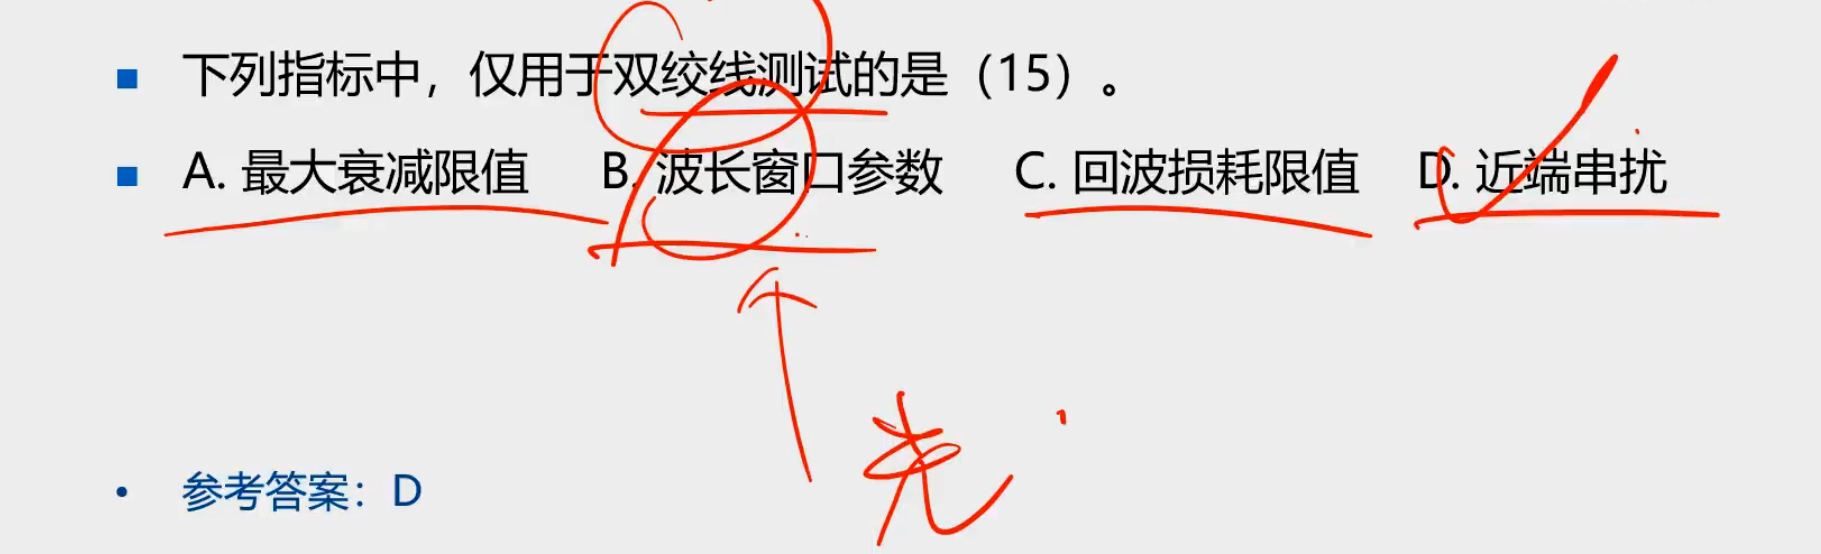 下列指标中，仅用于双绞线测试的是（15）。
A. 最大衰减限值 B. 波长窗口参数 C. 回波损耗限值 D. 近端串扰
光
参考答案：D